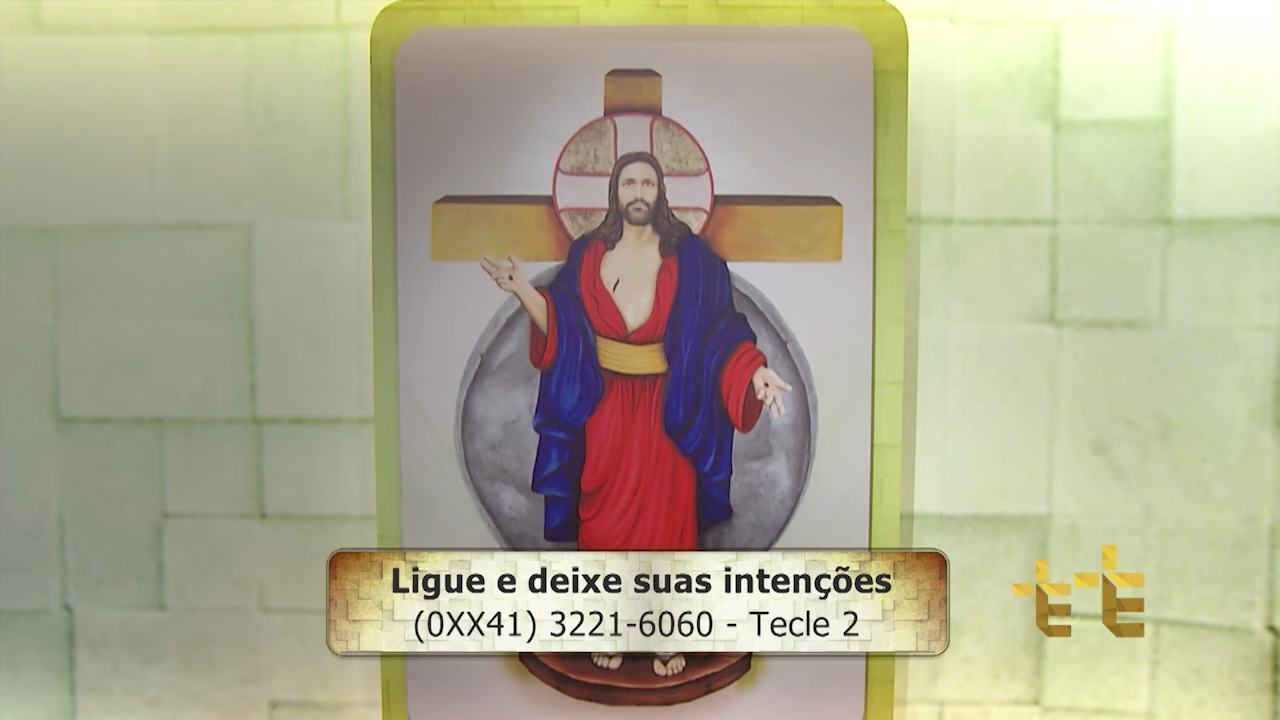 Ligue e deixe suas intenções
(0XX41) 3221-6060 - Tecle 2